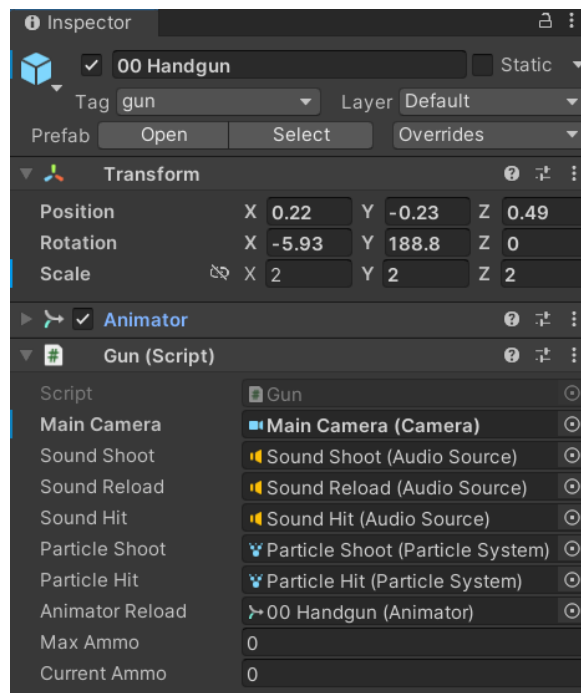 Inspector
00 Handgun Static
Tag gun Layer Default
Prefab Open Select Overrides
Transform
Position X 0.22 Y -0.23 Z 0.49
Rotation X -5.93 Y 188.8 Z 0
Scale X 2 Y 2 Z 2
Animator
# Gun (Script)
Script # Gun
Main Camera Main Camera (Camera)
Sound Shoot Sound Shoot (Audio Source)
Sound Reload Sound Reload (Audio Source)
Sound Hit Sound Hit (Audio Source)
Particle Shoot Particle Shoot (Particle System)
Particle Hit Particle Hit (Particle System)
Animator Reload 00 Handgun (Animator)
Max Ammo 0
Current Ammo 0